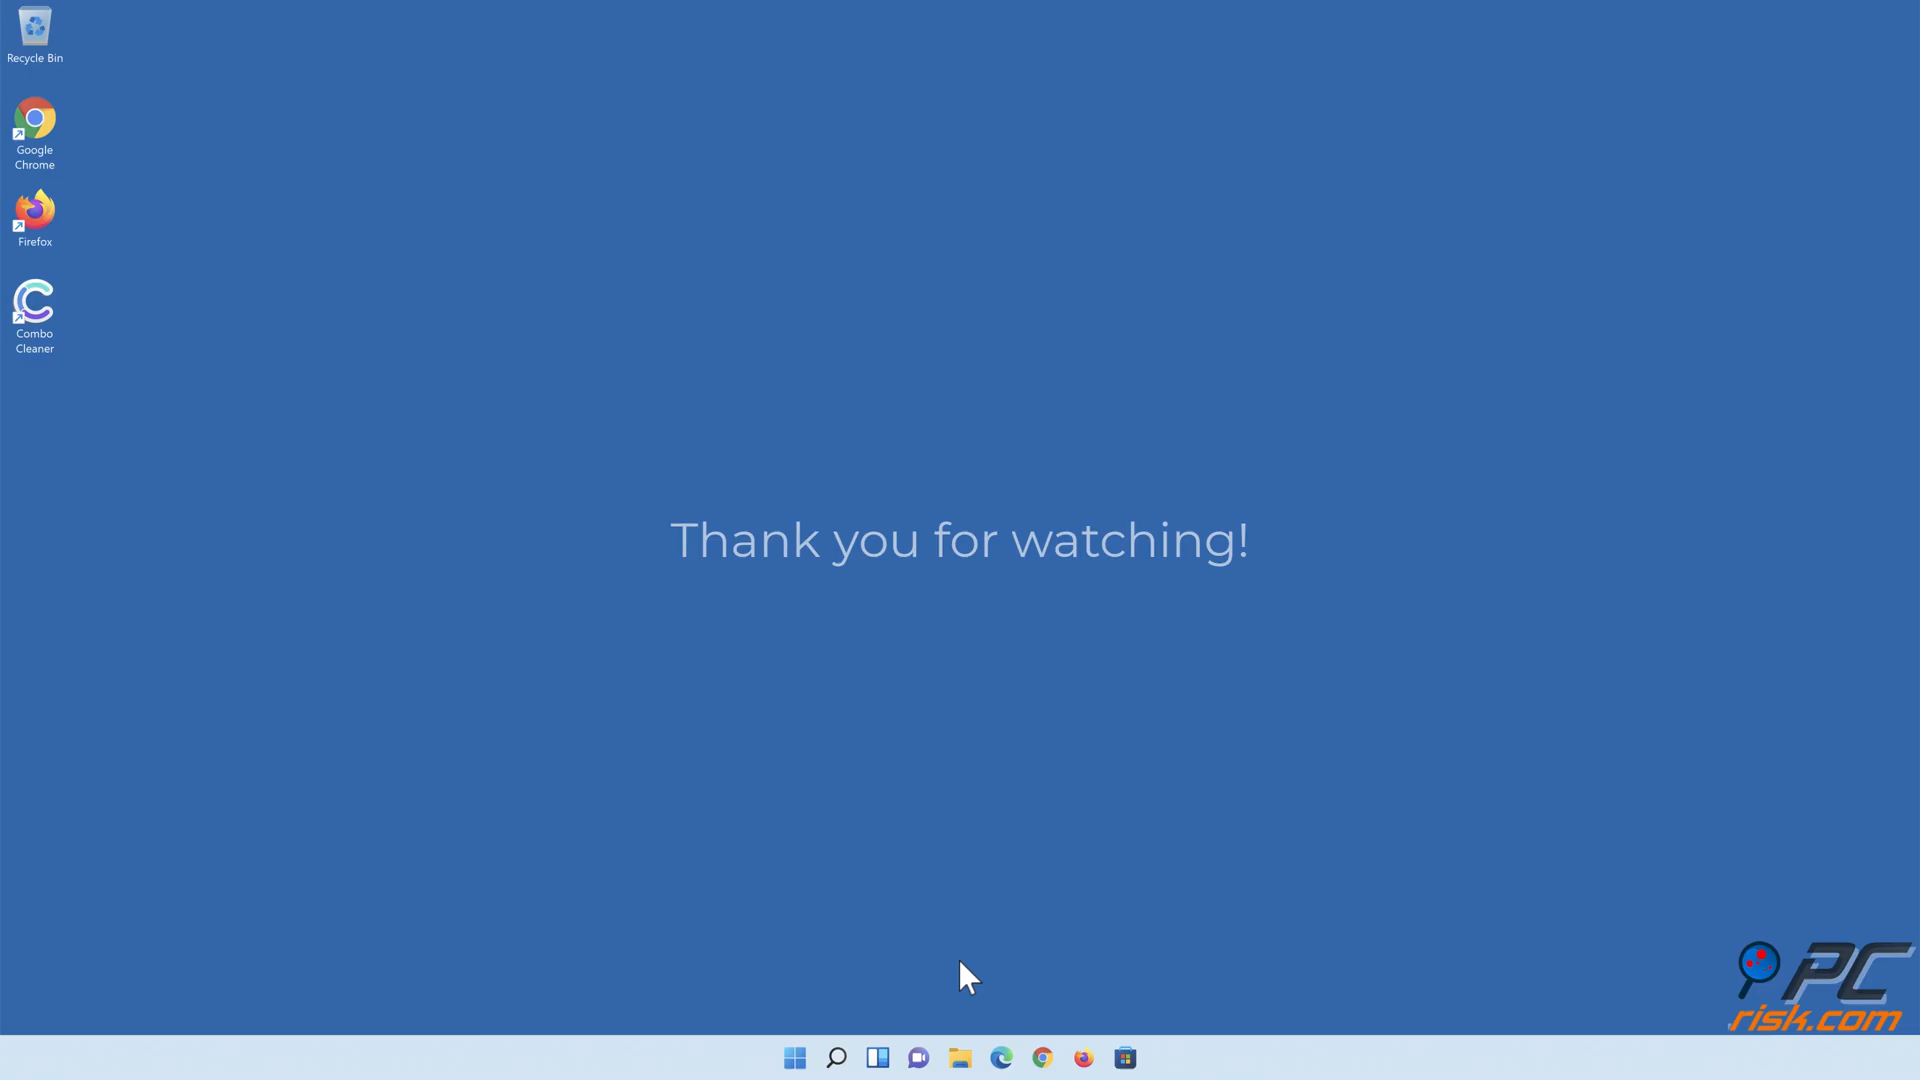 Recycle Bin
Google
Chrome
Firefox
Combo
Cleaner
Thank you for watching!
PC
risk.com